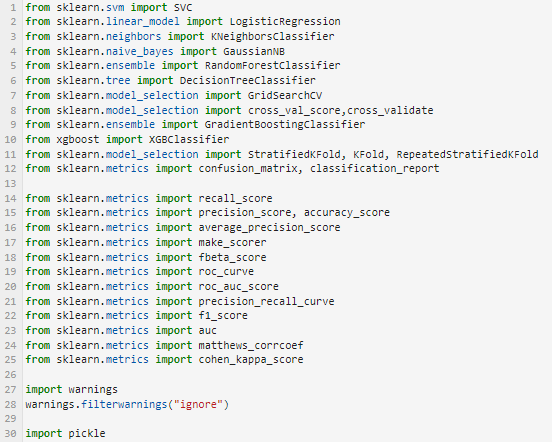 1 from sklearn.svm import SVC
2 from sklearn.linear_model import LogisticRegression
3 from sklearn.neighbors import KNeighborsClassifier
4 from sklearn.naive_bayes import GaussianNB
5 from sklearn.ensemble import RandomForestClassifier
6 from sklearn.tree import DecisionTreeClassifier
7 from sklearn.model_selection import GridSearchCV
8 from sklearn.model_selection import cross_val_score,cross_validate
9 from sklearn.ensemble import GradientBoostingClassifier
10 from xgboost import XGBClassifier
11 from sklearn.model_selection import StratifiedKFold, KFold, RepeatedStratifiedKFold
12 from sklearn.metrics import confusion_matrix, classification_report
13
14 from sklearn.metrics import recall_score
15 from sklearn.metrics import precision_score, accuracy_score
16 from sklearn.metrics import average_precision_score
17 from sklearn.metrics import make_scorer
18 from sklearn.metrics import fbeta_score
19 from sklearn.metrics import roc_curve
20 from sklearn.metrics import roc_auc_score
21 from sklearn.metrics import precision_recall_curve
22 from sklearn.metrics import f1_score
23 from sklearn.metrics import auc
24 from sklearn.metrics import matthews_corrcoef
25 from sklearn.metrics import cohen_kappa_score
26
27 import warnings
28 warnings.filterwarnings("ignore")
29
30 import pickle